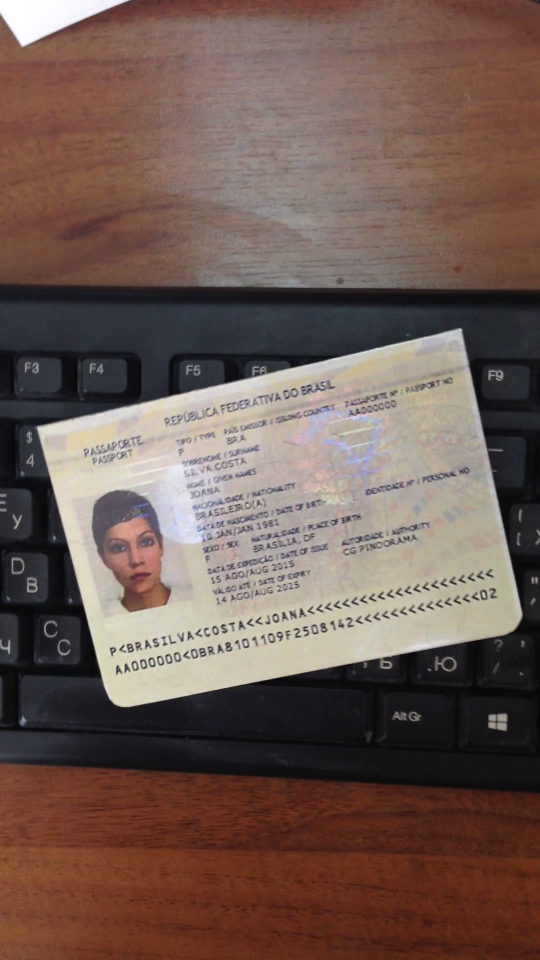 F3 F4 F5 F6 F9
REPÚBLICA FEDERATIVA DO BRASIL
PASSAPORTE
PASSPORT
TIPO / TYPE PAÍS EMISSOR / ISSUING COUNTRY PASSAPORTE Nº / PASSPORT NO
P BRA AA000000
SOBRENOME / SURNAME
SILVA COSTA
NOME / GIVEN NAMES
JOANA
NACIONALIDADE / NATIONALITY
BRASILEIRO(A)
DATA DE NASCIMENTO / DATE OF BIRTH IDENTIDADE Nº / PERSONAL NO
10 JAN/JAN 1981
SEXO / SEX NATURALIDADE / PLACE OF BIRTH
F BRASÍLIA, DF
DATA DE EXPEDIÇÃO / DATE OF ISSUE AUTORIDADE / AUTHORITY
15 AGO/AUG 2015 CG PINDORAMA
VÁLIDO ATÉ / DATE OF EXPIRY
14 AGO/AUG 2025
P<BRASILVA<COSTA<<JOANA<<<<<<<<<<<<<<<<<<<<<
AA000000<0BRA8101109F2508142<<<<<<<<<<<<<<02
$
4
У
D
В
Ч
C
С
Ь
.Ю
?
/
Alt Gr